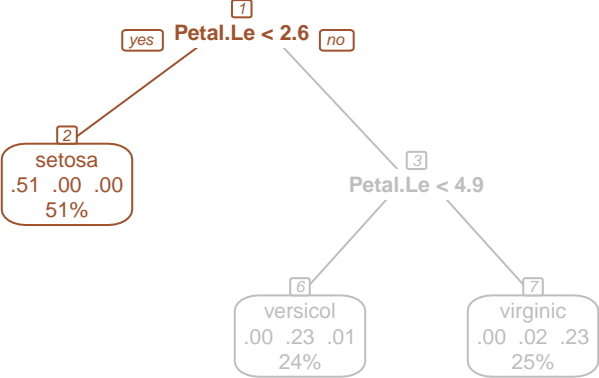 1
yes Petal.Le < 2.6 no
2
setosa
.51 .00 .00
51%
3
Petal.Le < 4.9
6
versicol
.00 .23 .01
24%
7
virginic
.00 .02 .23
25%